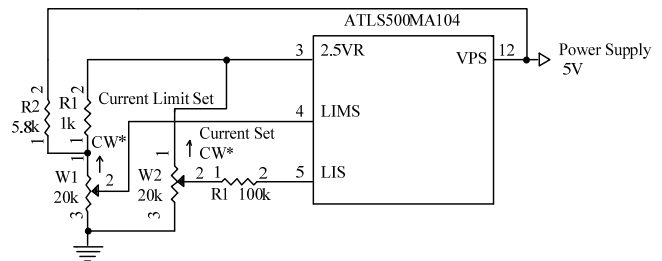 ATLS500MA104
3 2.5VR
VPS 12
Power Supply
5V
2
R2
5.8k
1
2
R1
1k
1
Current Limit Set
4 LIMS
Current Set
CW*
CW*
1
W1
20k
2
3
1
W2
20k
2
3
1 2
R1 100k
5 LIS